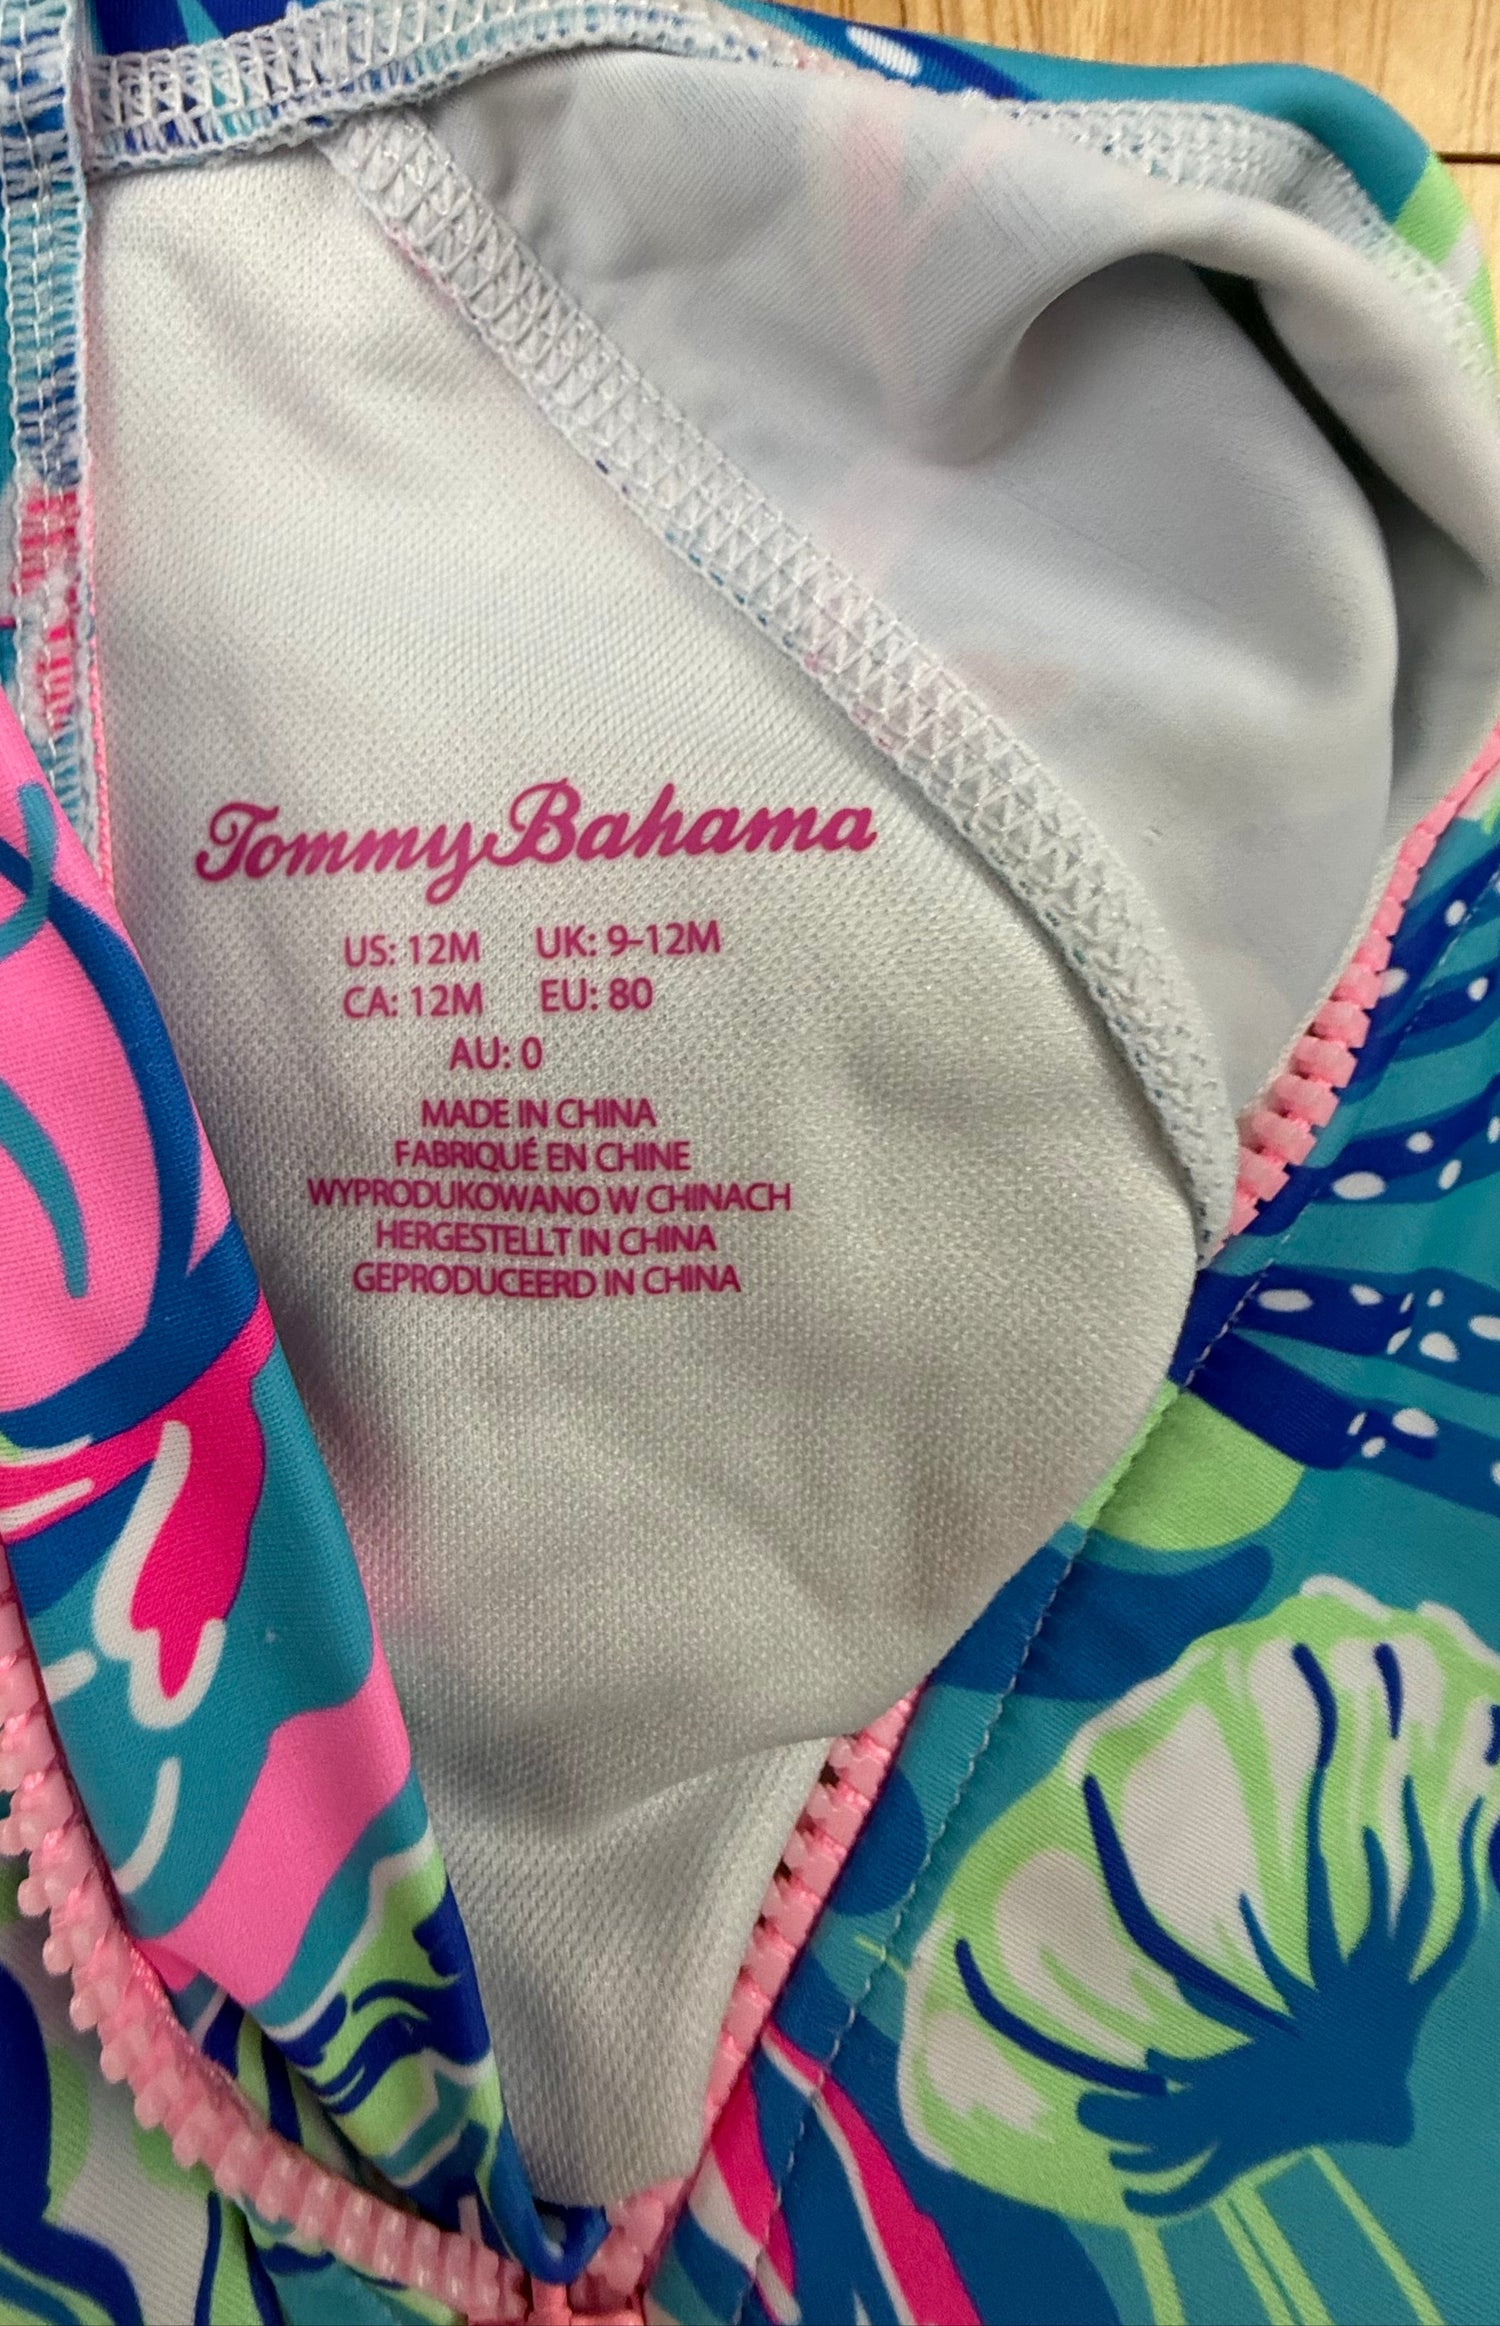 Tommy Bahama
US: 12M UK: 9-12M
CA: 12M EU: 80
AU: 0
MADE IN CHINA
FABRIQUÉ EN CHINE
WYPRODUKOWANO W CHINACH
HERGESTELLT IN CHINA
GEPRODUCEERD IN CHINA